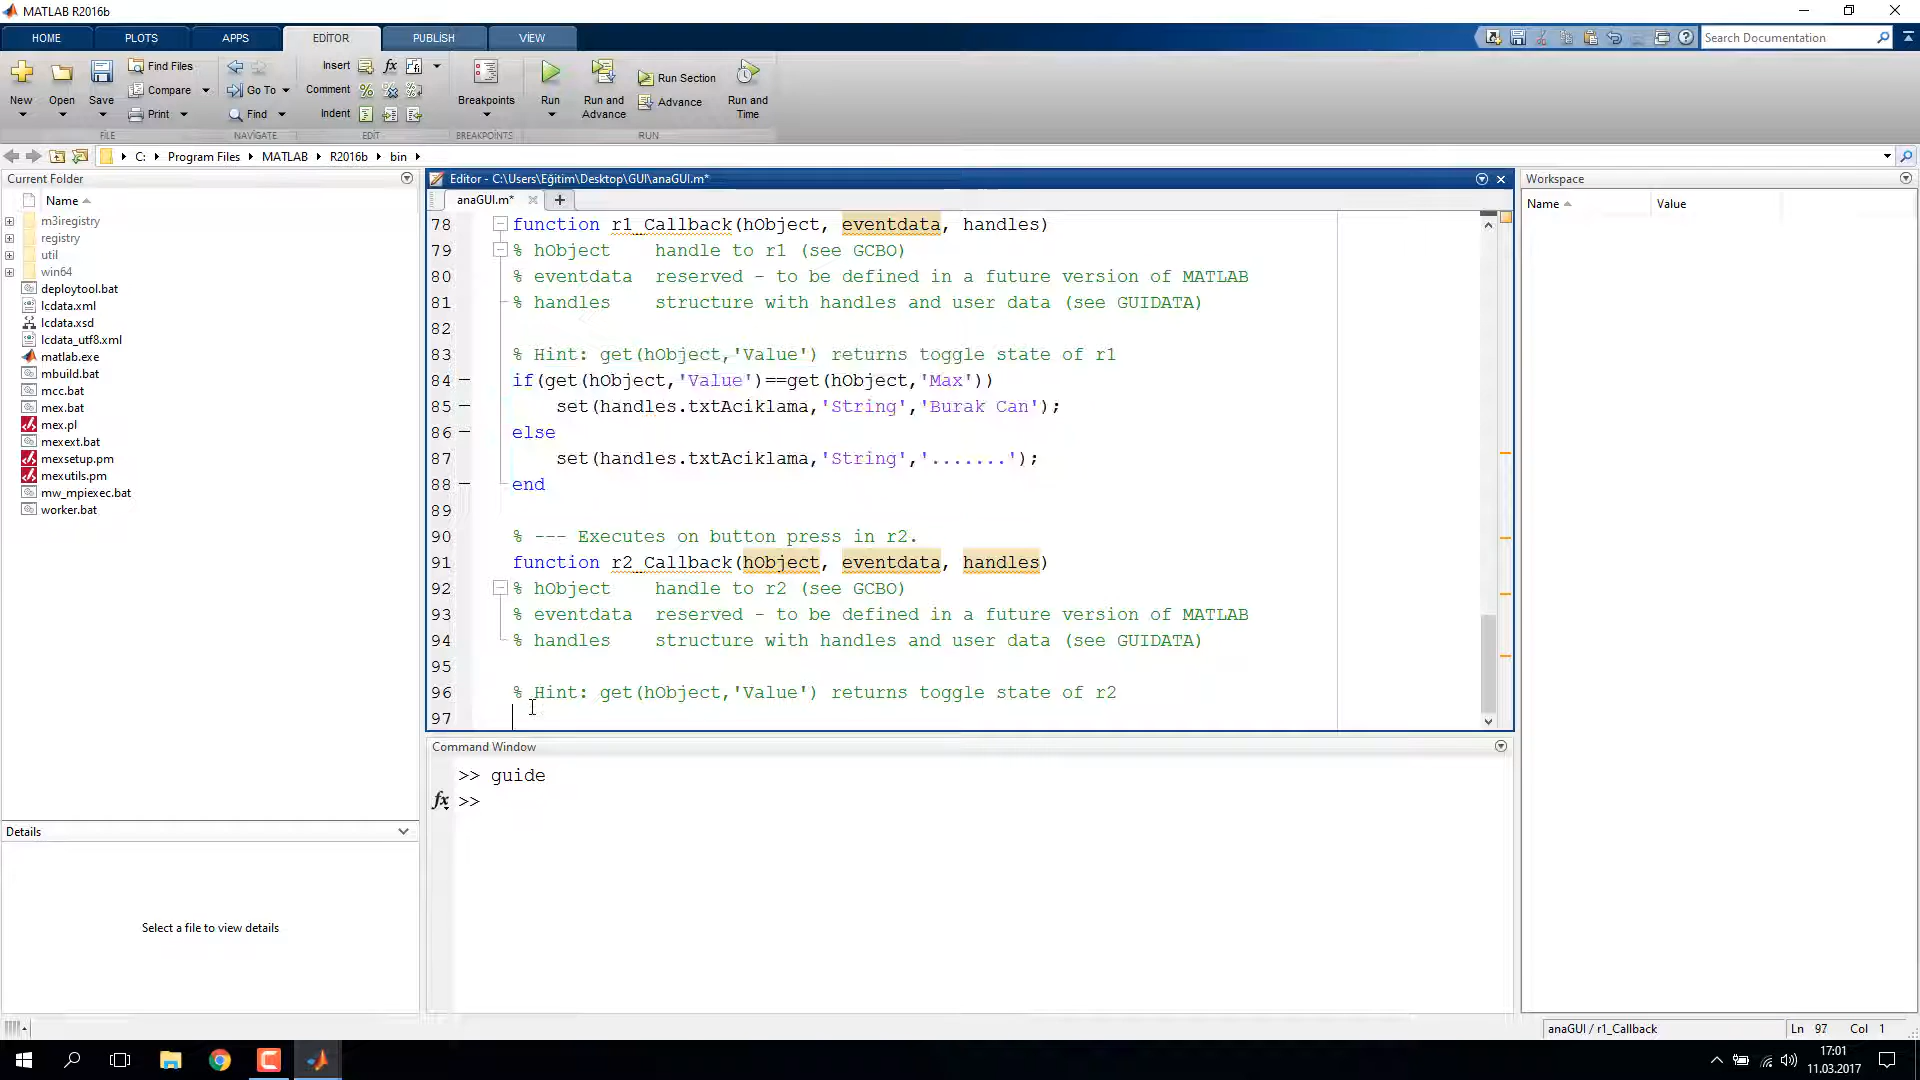 MATLAB R2016b
HOME PLOTS APPS EDITOR PUBLISH VIEW
Search Documentation
New
Open
Save
Find Files
Compare
Print
FILE
Go To
Find
NAVIGATE
Insert
fx
Comment
Indent
EDIT
Breakpoints
BREAKPOINTS
Run
Run and Advance
Run Section
Advance
Run and Time
RUN
C: Program Files MATLAB R2016b bin
Current Folder
Name
m3iregistry
registry
util
win64
deploytool.bat
lcdata.xml
lcdata.xsd
lcdata_utf8.xml
matlab.exe
mbuild.bat
mcc.bat
mex.bat
mex.pl
mexext.bat
mexsetup.pm
mexutils.pm
mw_mpiexec.bat
worker.bat
Details
Select a file to view details
Editor - C:\Users\Eğitim\Desktop\GUI\anaGUI.m*
anaGUI.m*
78 function r1_Callback(hObject, eventdata, handles)
79 % hObject    handle to r1 (see GCBO)
80 % eventdata  reserved - to be defined in a future version of MATLAB
81 % handles    structure with handles and user data (see GUIDATA)
82
83 % Hint: get(hObject,'Value') returns toggle state of r1
84 if(get(hObject,'Value')==get(hObject,'Max'))
85     set(handles.txtAciklama,'String','Burak Can');
86 else
87     set(handles.txtAciklama,'String','.......');
88 end
89
90 % --- Executes on button press in r2.
91 function r2_Callback(hObject, eventdata, handles)
92 % hObject    handle to r2 (see GCBO)
93 % eventdata  reserved - to be defined in a future version of MATLAB
94 % handles    structure with handles and user data (see GUIDATA)
95
96 % Hint: get(hObject,'Value') returns toggle state of r2
97
Command Window
>> guide
fx >>
Workspace
Name Value
anaGUI / r1_Callback
Ln 97 Col 1
17:01
11.03.2017